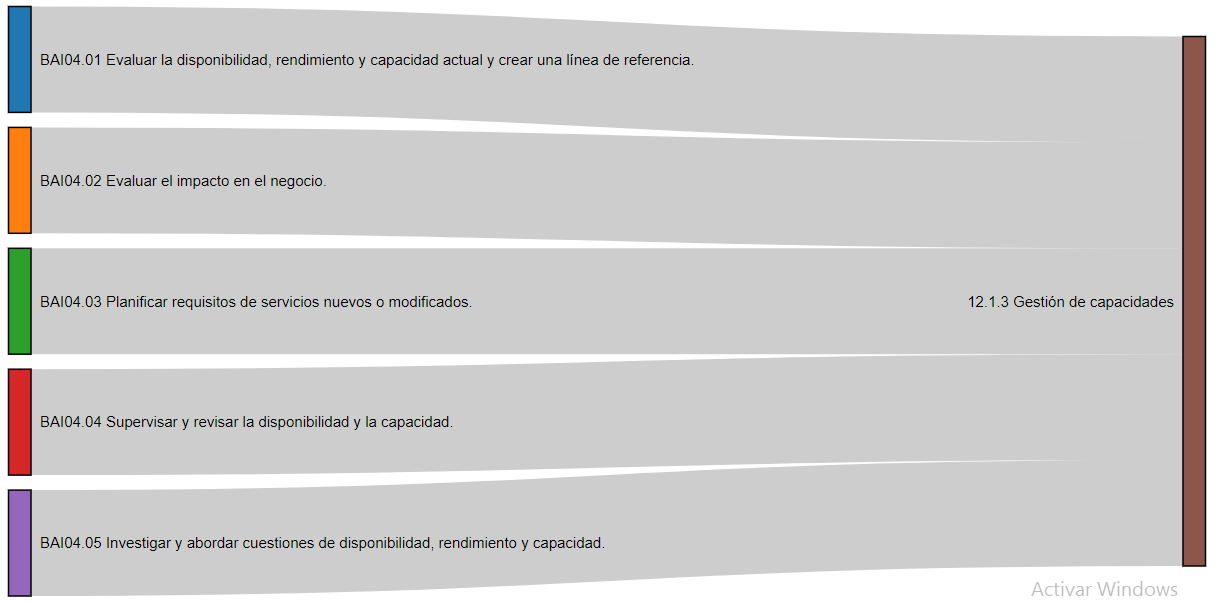 BAI04.01 Evaluar la disponibilidad, rendimiento y capacidad actual y crear una línea de referencia.
BAI04.02 Evaluar el impacto en el negocio.
BAI04.03 Planificar requisitos de servicios nuevos o modificados.
12.1.3 Gestión de capacidades
BAI04.04 Supervisar y revisar la disponibilidad y la capacidad.
BAI04.05 Investigar y abordar cuestiones de disponibilidad, rendimiento y capacidad.
Activar Windows